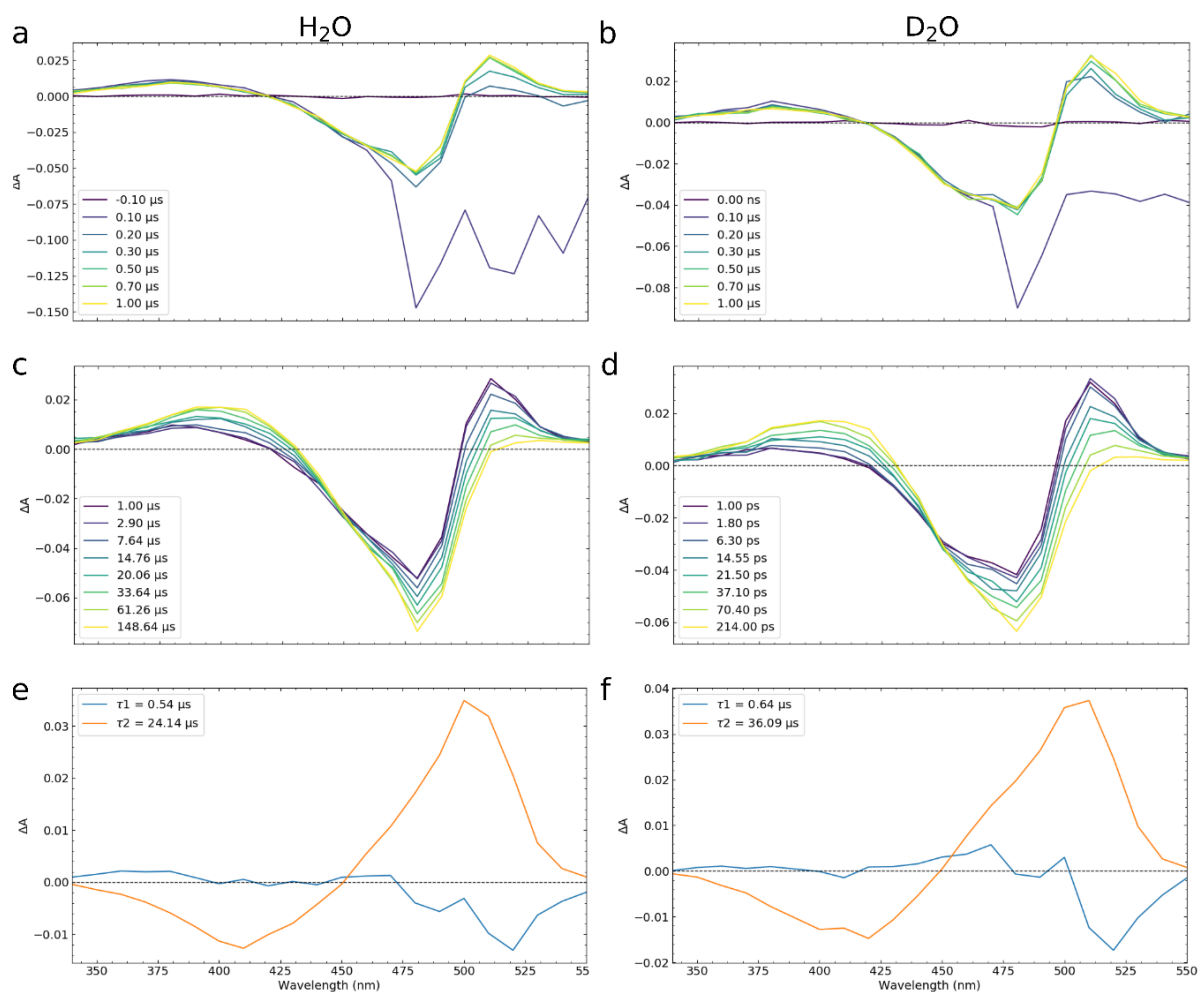 H2O
D2O
a
0.025
0.000
−0.025
−0.050
−0.075
−0.100
−0.125
−0.150
ΔA
-0.10 μs
0.10 μs
0.20 μs
0.30 μs
0.50 μs
0.70 μs
1.00 μs
b
0.02
0.00
−0.02
−0.04
−0.06
−0.08
ΔA
0.00 ns
0.10 μs
0.20 μs
0.30 μs
0.50 μs
0.70 μs
1.00 μs
c
0.02
0.00
−0.02
−0.04
−0.06
ΔA
1.00 μs
2.90 μs
7.64 μs
14.76 μs
20.06 μs
33.64 μs
61.26 μs
148.64 μs
d
0.04
0.02
0.00
−0.02
−0.04
−0.06
ΔA
1.00 ps
1.80 ps
6.30 ps
14.55 ps
21.50 ps
37.10 ps
70.40 ps
214.00 ps
e
0.03
0.02
0.01
0.00
−0.01
ΔA
τ1 = 0.54 μs
τ2 = 24.14 μs
350 375 400 425 450 475 500 525 55
Wavelength (nm)
f
0.04
0.03
0.02
0.01
0.00
−0.01
−0.02
ΔA
τ1 = 0.64 μs
τ2 = 36.09 μs
350 375 400 425 450 475 500 525 550
Wavelength (nm)